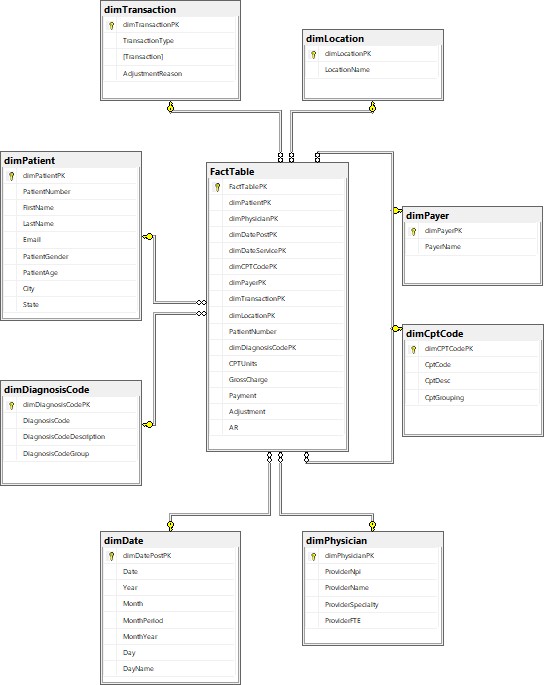 dimTransaction
dimTransactionPK
TransactionType
[Transaction]
AdjustmentReason
dimLocation
dimLocationPK
LocationName
dimPatient
dimPatientPK
PatientNumber
FirstName
LastName
Email
PatientGender
PatientAge
City
State
FactTable
FactTablePK
dimPatientPK
dimPhysicianPK
dimDatePostPK
dimDateServicePK
dimCPTCodePK
dimPayerPK
dimTransactionPK
dimLocationPK
PatientNumber
dimDiagnosisCodePK
CPTUnits
GrossCharge
Payment
Adjustment
AR
dimPayer
dimPayerPK
PayerName
dimCptCode
dimCPTCodePK
CptCode
CptDesc
CptGrouping
dimDiagnosisCode
dimDiagnosisCodePK
DiagnosisCode
DiagnosisCodeDescription
DiagnosisCodeGroup
dimDate
dimDatePostPK
Date
Year
Month
MonthPeriod
MonthYear
Day
DayName
dimPhysician
dimPhysicianPK
ProviderNpi
ProviderName
ProviderSpecialty
ProviderFTE